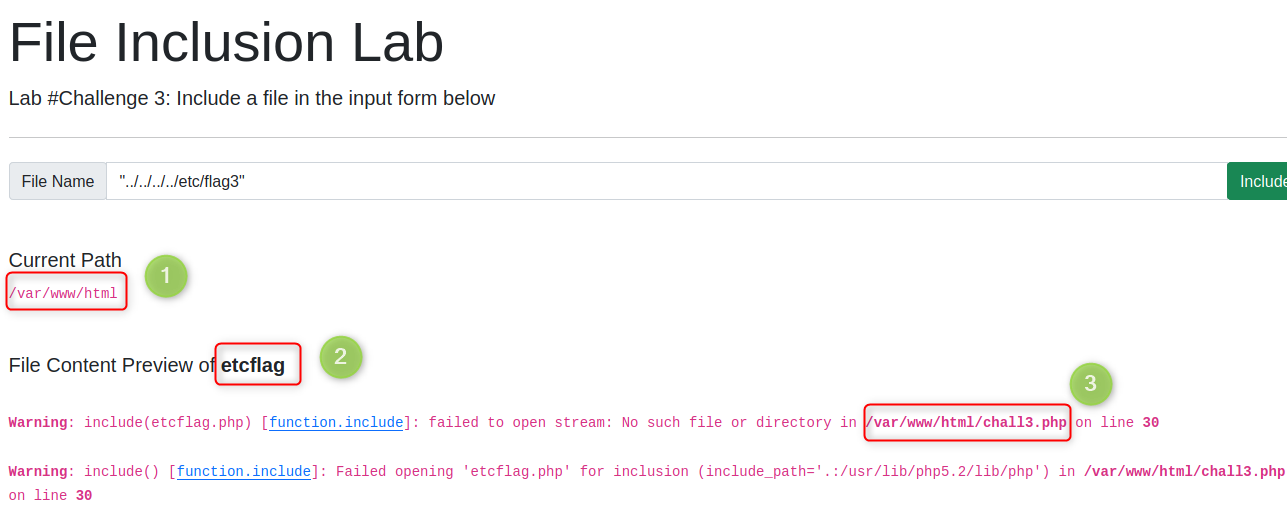 File Inclusion Lab
Lab #Challenge 3: Include a file in the input form below
File Name "../../../../etc/flag3" Include
Current Path
1
/var/www/html
2
File Content Preview of etcflag
3
Warning: include(etcflag.php) [function.include]: failed to open stream: No such file or directory in /var/www/html/chall3.php on line 30
Warning: include() [function.include]: Failed opening 'etcflag.php' for inclusion (include_path='.:/usr/lib/php5.2/lib/php') in /var/www/html/chall3.php
on line 30